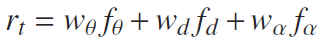 r_t = w_θ f_θ + w_d f_d + w_α f_α